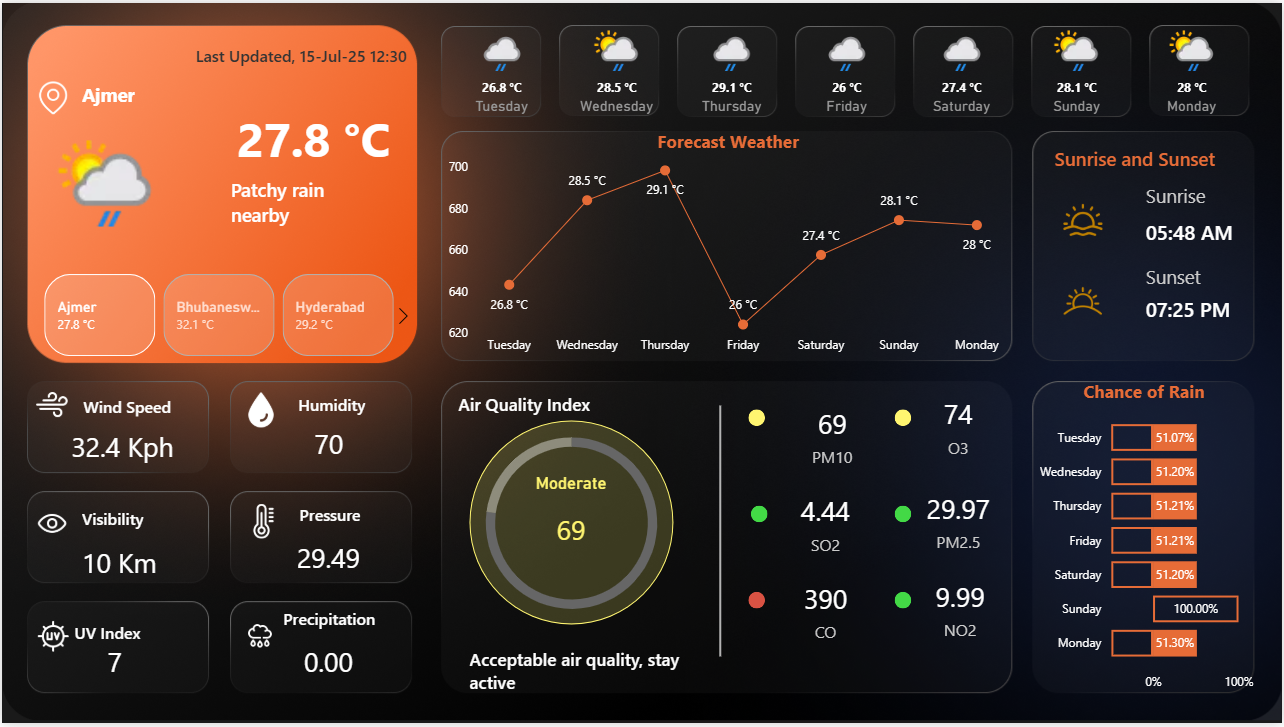 Last Updated, 15-Jul-25 12:30
Ajmer
27.8 °C
Patchy rain
nearby
Ajmer
27.8 °C
Bhubanesw...
32.1 °C
Hyderabad
29.2 °C
26.8 °C
Tuesday
28.5 °C
Wednesday
29.1 °C
Thursday
26 °C
Friday
27.4 °C
Saturday
28.1 °C
Sunday
28 °C
Monday
Forecast Weather
700
680
660
640
620
26.8 °C
28.5 °C
29.1 °C
26 °C
27.4 °C
28.1 °C
28 °C
Tuesday
Wednesday
Thursday
Friday
Saturday
Sunday
Monday
Sunrise and Sunset
Sunrise
05:48 AM
Sunset
07:25 PM
Wind Speed
32.4 Kph
Humidity
70
Visibility
10 Km
Pressure
29.49
UV
UV Index
7
Precipitation
0.00
Air Quality Index
Moderate
69
Acceptable air quality, stay
active
69
PM10
74
O3
4.44
SO2
29.97
PM2.5
390
CO
9.99
NO2
Chance of Rain
Tuesday 51.07%
Wednesday 51.20%
Thursday 51.21%
Friday 51.21%
Saturday 51.20%
Sunday 100.00%
Monday 51.30%
0% 100%